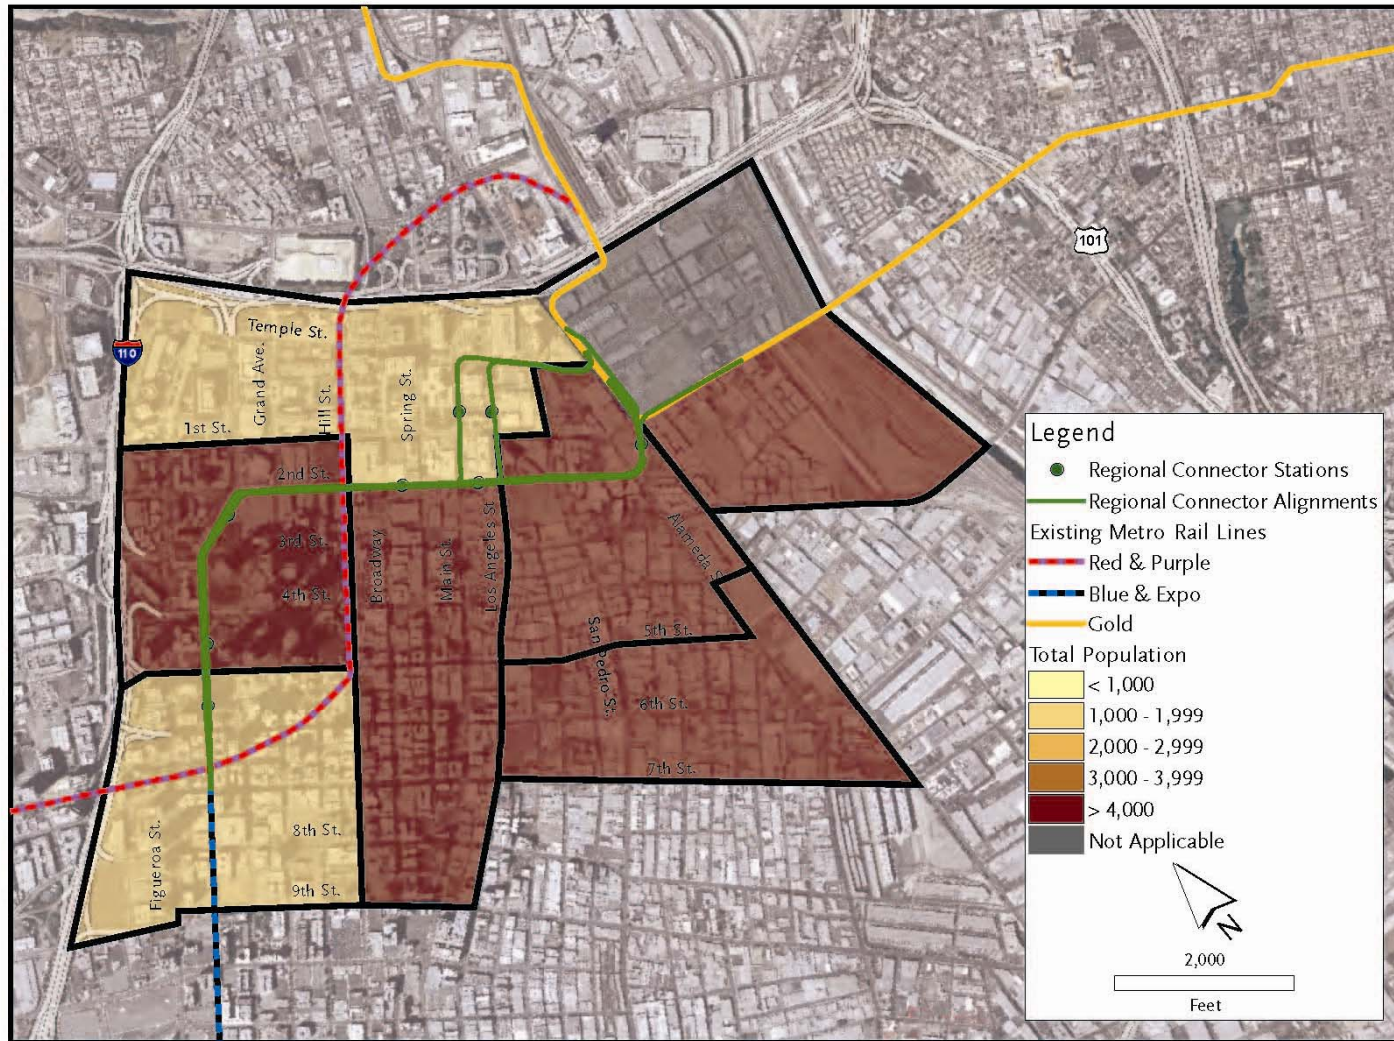 101
Temple St.
110
Grand Ave.
Hill St.
Spring St.
1st St.
2nd St.
3rd St.
4th St.
Broadway
Main St.
Los Angeles St
Alameda S
San Pedro St.
5th St.
6th St.
7th St.
8th St.
9th St.
Figueroa St.
Legend
Regional Connector Stations
Regional Connector Alignments
Existing Metro Rail Lines
Red & Purple
Blue & Expo
Gold
Total Population
< 1,000
1,000 - 1,999
2,000 - 2,999
3,000 - 3,999
> 4,000
Not Applicable
N
2,000
Feet